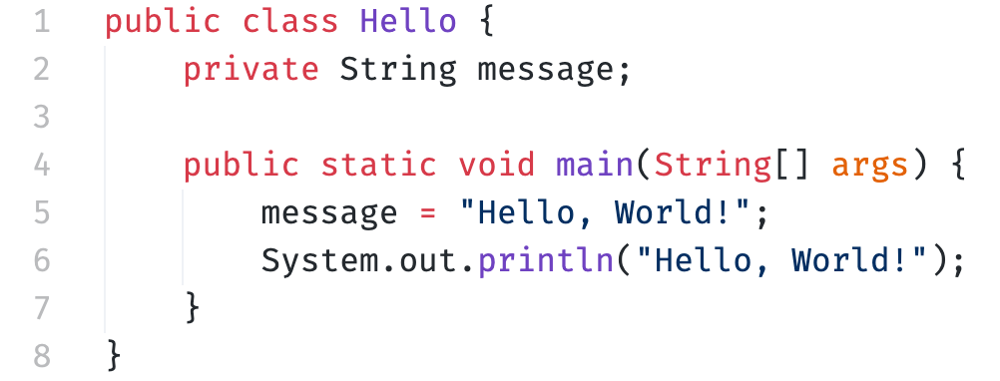 1 public class Hello {
2     private String message;
3
4     public static void main(String[] args) {
5         message = "Hello, World!";
6         System.out.println("Hello, World!");
7     }
8 }